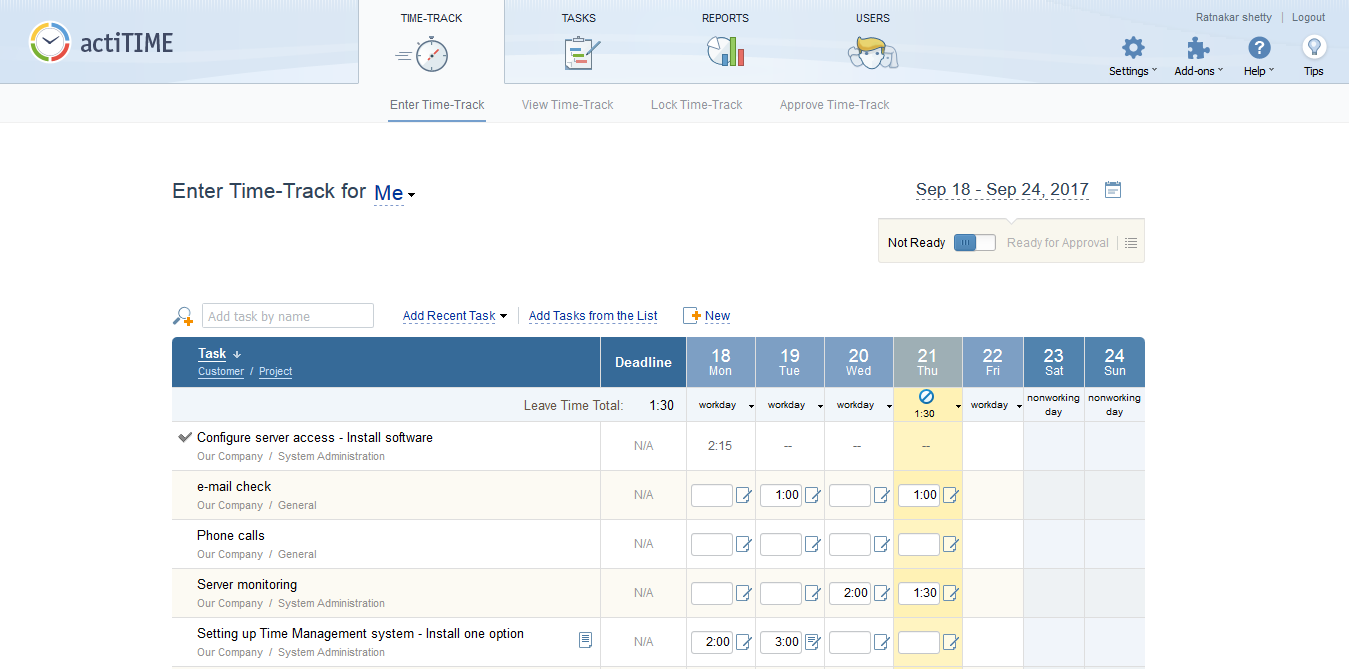 actiTIME
TIME-TRACK
TASKS
REPORTS
USERS
Ratnakar shetty | Logout
Settings
Add-ons
Help
Tips
Enter Time-Track
View Time-Track
Lock Time-Track
Approve Time-Track
Enter Time-Track for Me
Sep 18 - Sep 24, 2017
Not Ready
Ready for Approval
Add task by name
Add Recent Task
Add Tasks from the List
New
Task
Customer / Project
Deadline
18 Mon
19 Tue
20 Wed
21 Thu
22 Fri
23 Sat
24 Sun
Leave Time Total: 1:30 workday workday workday 1:30 workday nonworking day nonworking day
Configure server access - Install software N/A 2:15 -- -- --
Our Company / System Administration
e-mail check N/A 1:00 1:00
Our Company / General
Phone calls N/A
Our Company / General
Server monitoring N/A 2:00 1:30
Our Company / System Administration
Setting up Time Management system - Install one option N/A 2:00 3:00
Our Company / System Administration